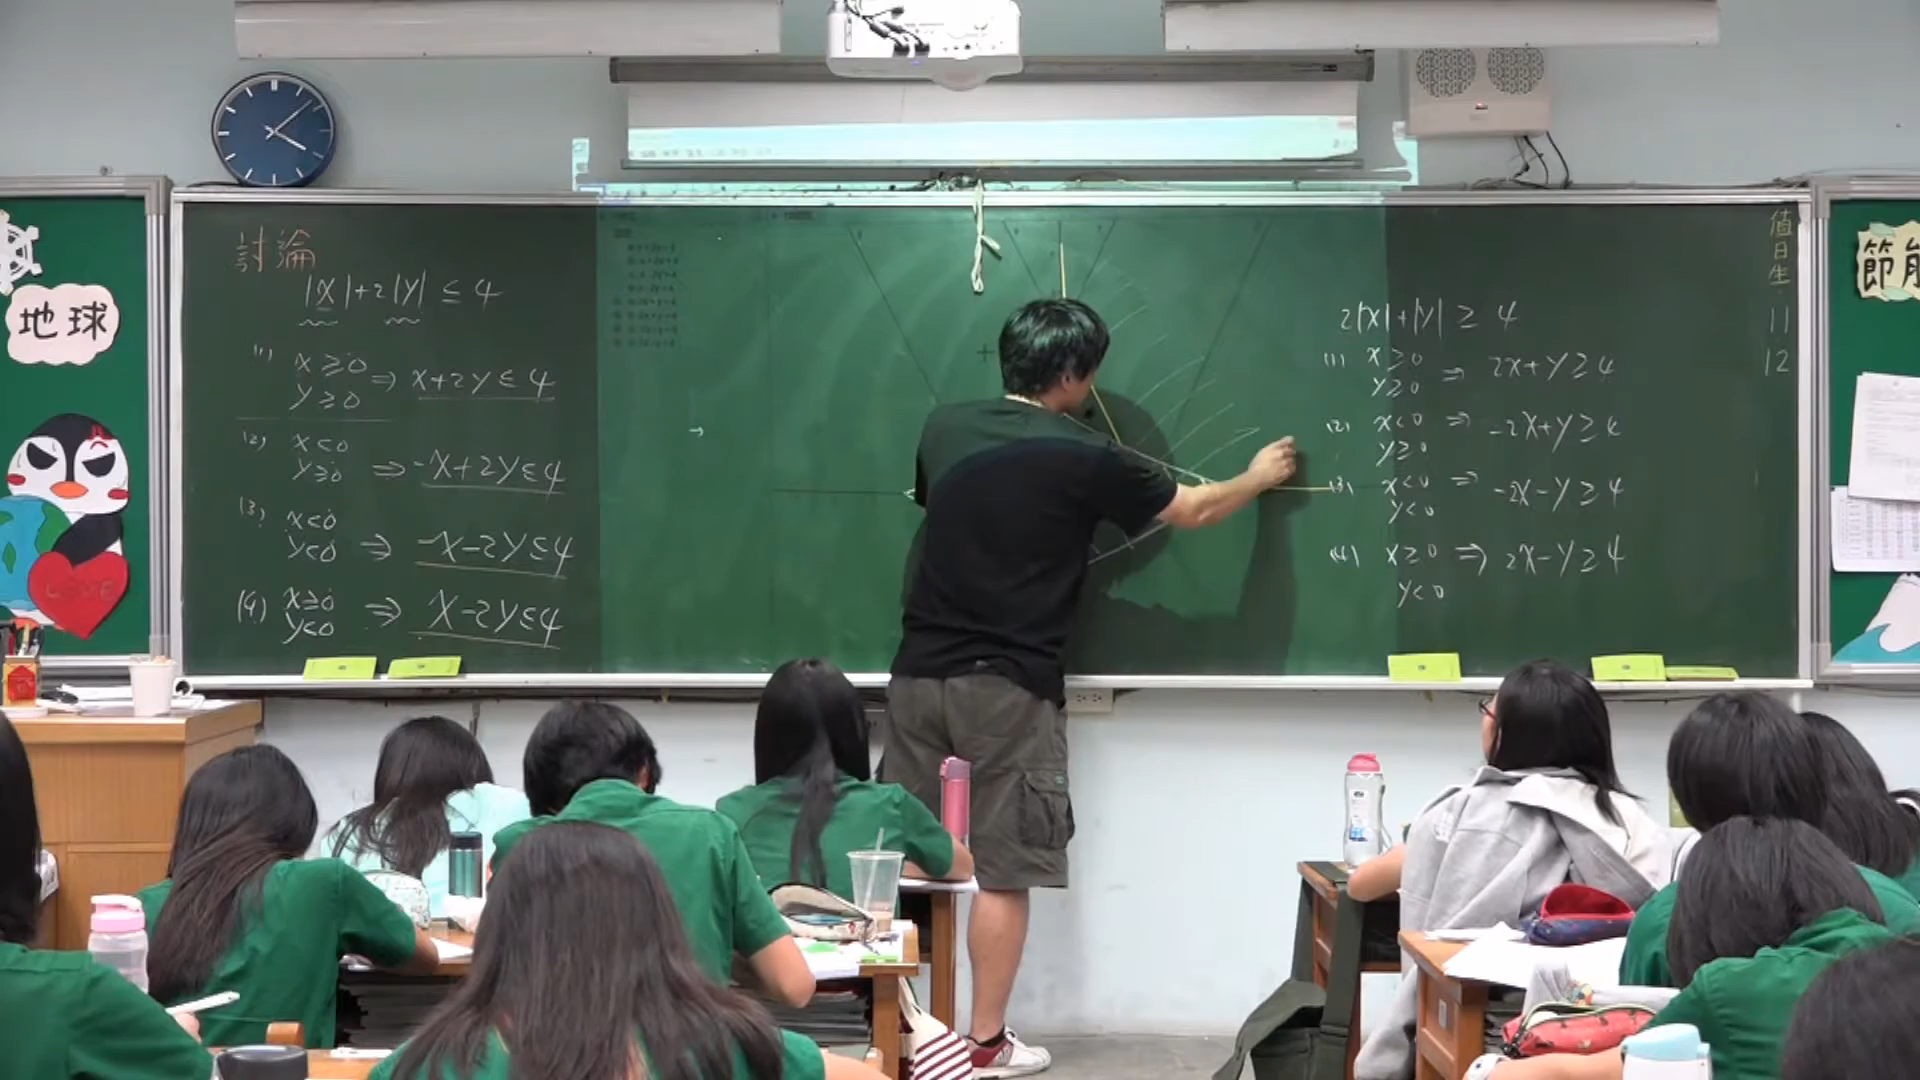 討論
|x|+2|y| ≤ 4
(1) x ≥ 0
y ≥ 0 ⇒ x+2y ≤ 4
(2) x < 0
y ≥ 0 ⇒ -x+2y ≤ 4
(3) x < 0
y < 0 ⇒ -x-2y ≤ 4
(4) x ≥ 0
y < 0 ⇒ x-2y ≤ 4
→
2|x|+|y| ≥ 4
(1) x ≥ 0
y ≥ 0 ⇒ 2x+y ≥ 4
(2) x < 0 ⇒ -2x+y ≥ 4
y ≥ 0
(3) x < 0 ⇒ -2x-y ≥ 4
y < 0
(4) x ≥ 0 ⇒ 2x-y ≥ 4
y < 0
值日生
11
12
地球
LOVE